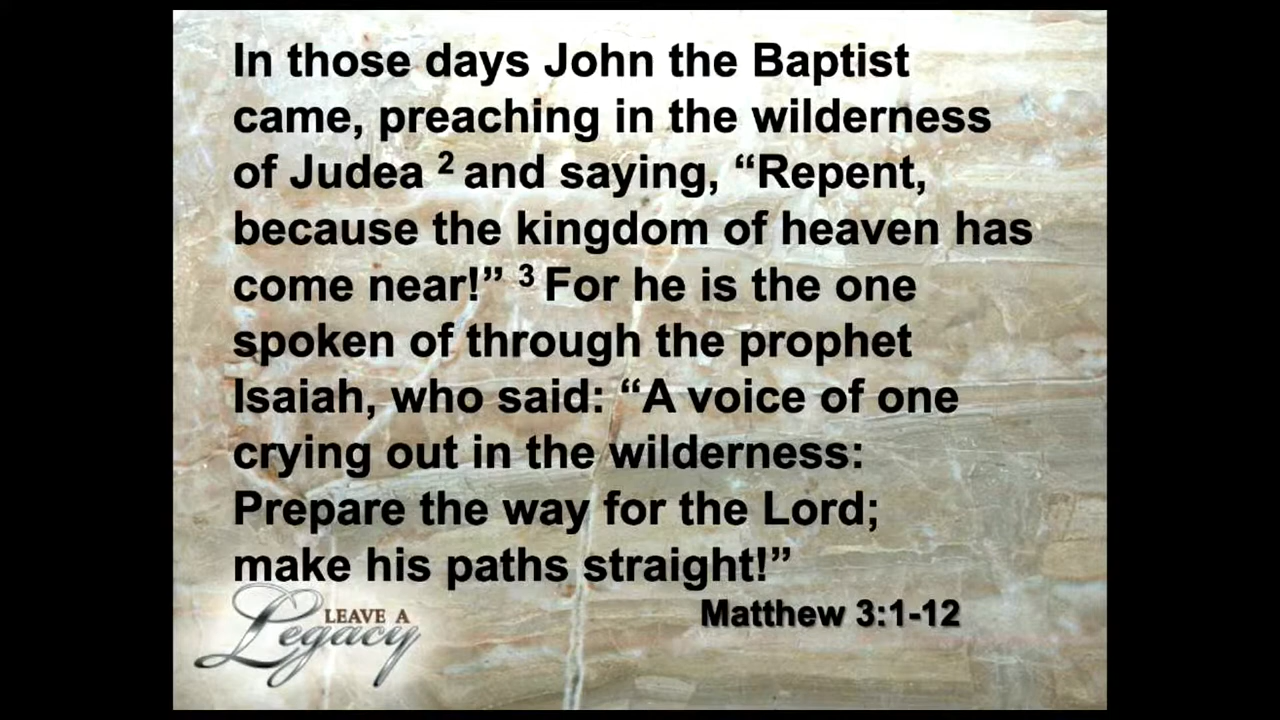 In those days John the Baptist
came, preaching in the wilderness
of Judea ² and saying, “Repent,
because the kingdom of heaven has
come near!” ³ For he is the one
spoken of through the prophet
Isaiah, who said: “A voice of one
crying out in the wilderness:
Prepare the way for the Lord;
make his paths straight!”
Matthew 3:1-12
LEAVE A
Legacy